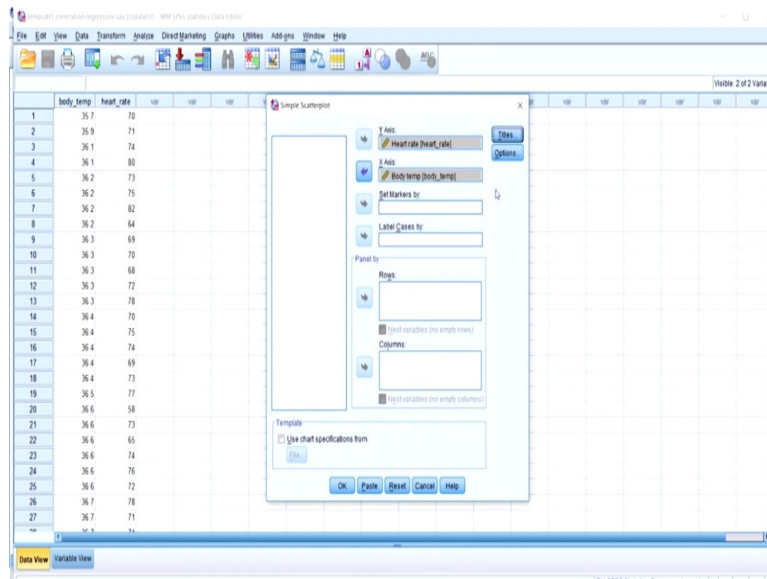 File Edit View Data Transform Analyze Direct Marketing Graphs Utilities Add-ons Window Help
Visible: 2 of 2 Varia
body_temp heart_rate var var var var var var var var var
1 35.7 70
2 35.9 71
3 36.1 74
4 36.1 80
5 36.2 73
6 36.2 75
7 36.2 82
8 36.2 64
9 36.3 69
10 36.3 70
11 36.3 68
12 36.3 72
13 36.3 78
14 36.4 70
15 36.4 75
16 36.4 74
17 36.4 69
18 36.4 73
19 36.5 77
20 36.6 58
21 36.6 73
22 36.6 65
23 36.6 74
24 36.6 76
25 36.6 72
26 36.7 78
27 36.7 71
Data View Variable View
Simple Scatterplot
Y Axis:
Heart rate [heart_rate]
Titles...
X Axis:
Options...
Body temp [body_temp]
Set Markers by:
Label Cases by:
Panel by
Rows:
Nest variables (no empty rows)
Columns:
Nest variables (no empty columns)
Template
Use chart specifications from:
File...
OK Paste Reset Cancel Help